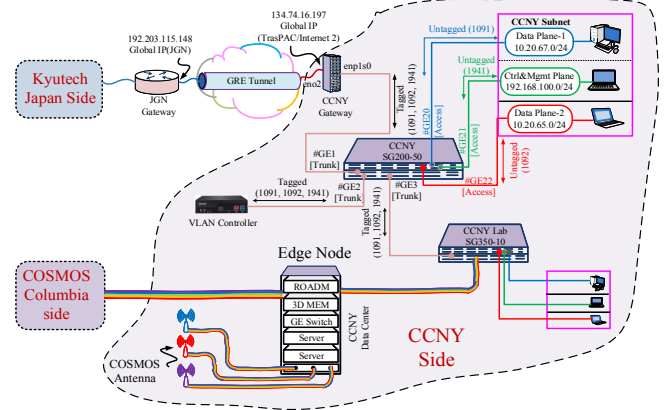 134.74.16.197
Global IP
(TrasPAC/Internet 2)
192.203.115.148
Global IP(JGN)
Untagged (1091)
CCNY Subnet
Data Plane-1
10.20.67.0/24
Untagged
(1941)
Ctrl&Mgmt Plane
192.168.100.0/24
Data Plane-2
10.20.65.0/24
Kyutech
Japan Side
GRE Tunnel
enp1s0
eno2
JGN
Gateway
CCNY
Gateway
Tagged
(1091, 1092, 1941)
#GE20
[Access]
#GE21
[Access]
Untagged
(1092)
CCNY
SG200-50
#GE1
[Trunk]
#GE2
[Trunk]
#GE3
[Trunk]
#GE22
[Access]
Tagged
(1091, 1092, 1941)
VLAN Controller
Tagged
(1091, 1092, 1941)
CCNY Lab
SG350-10
Edge Node
COSMOS
Columbia
side
ROADM
3D MEM
GE Switch
Server
Server
CCNY
Data Center
COSMOS
Antenna
CCNY
Side